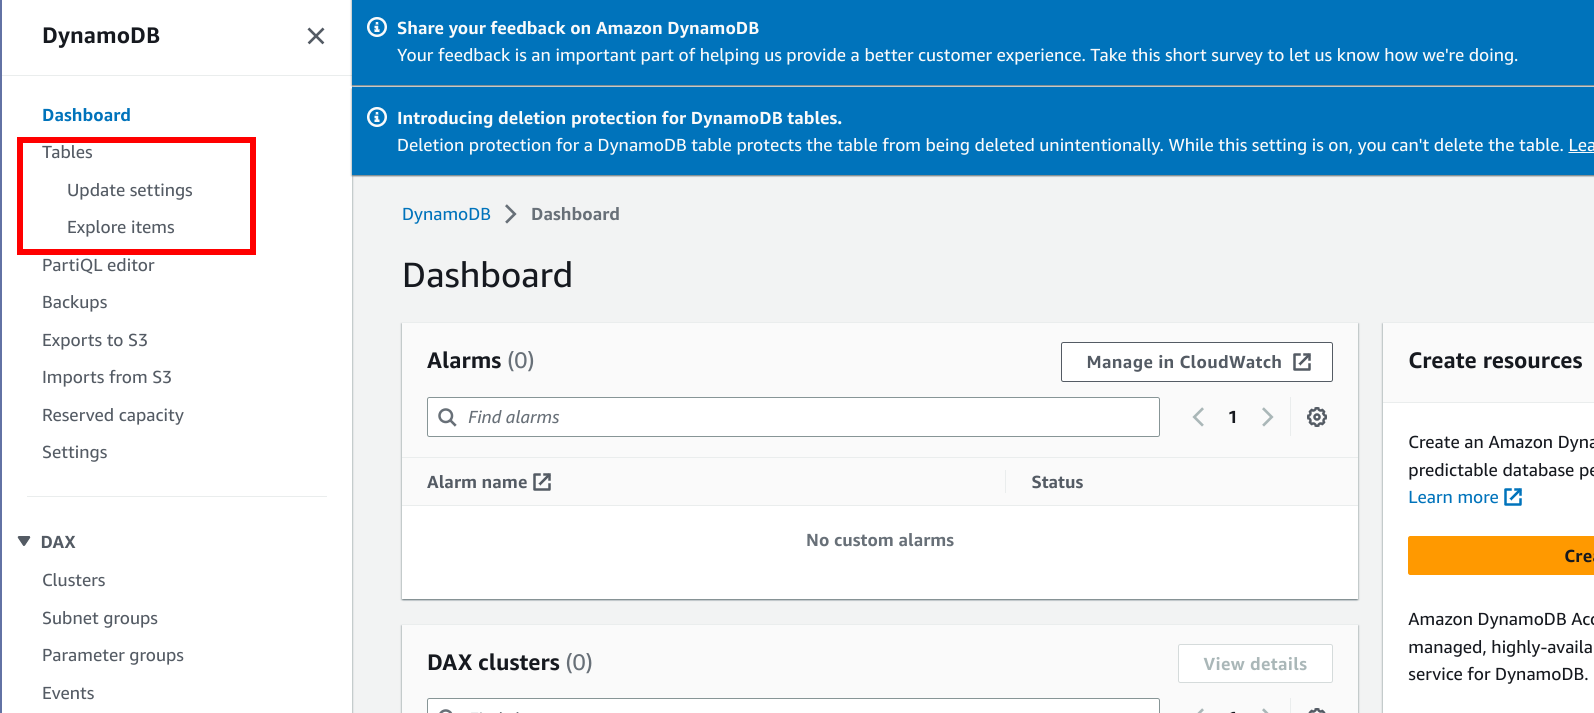 DynamoDB
Dashboard
Tables
Update settings
Explore items
PartiQL editor
Backups
Exports to S3
Imports from S3
Reserved capacity
Settings
DAX
Clusters
Subnet groups
Parameter groups
Events
Share your feedback on Amazon DynamoDB
Your feedback is an important part of helping us provide a better customer experience. Take this short survey to let us know how we're doing.
Introducing deletion protection for DynamoDB tables.
Deletion protection for a DynamoDB table protects the table from being deleted unintentionally. While this setting is on, you can't delete the table. Lea
DynamoDB > Dashboard
Dashboard
Alarms (0)
Manage in CloudWatch
Find alarms
1
Alarm name
Status
No custom alarms
DAX clusters (0)
View details
Create resources
Create an Amazon Dyna
predictable database pe
Learn more
Cre
Amazon DynamoDB Acc
managed, highly-availa
service for DynamoDB.